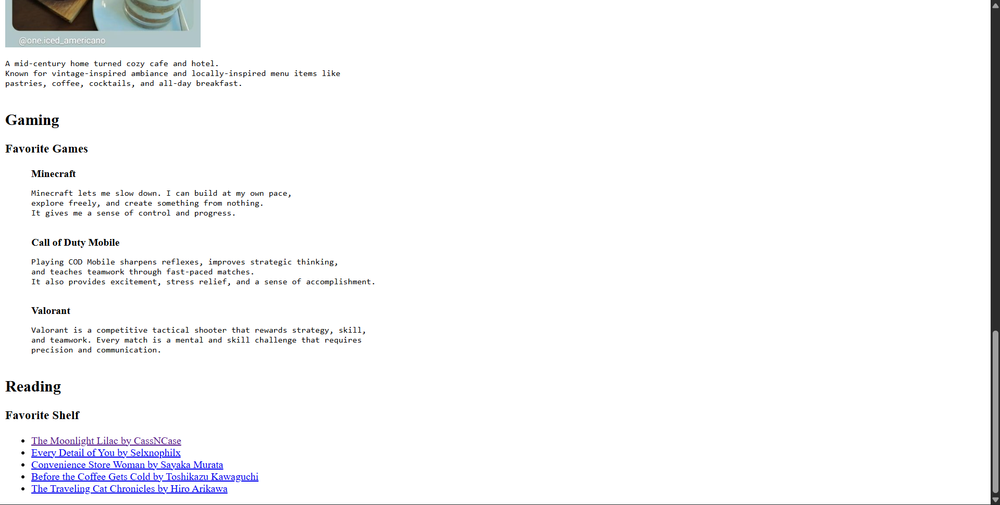 @one.iced_americano
A mid-century home turned cozy cafe and hotel.
Known for vintage-inspired ambiance and locally-inspired menu items like
pastries, coffee, cocktails, and all-day breakfast.
Gaming
Favorite Games
Minecraft
Minecraft lets me slow down. I can build at my own pace,
explore freely, and create something from nothing.
It gives me a sense of control and progress.
Call of Duty Mobile
Playing COD Mobile sharpens reflexes, improves strategic thinking,
and teaches teamwork through fast-paced matches.
It also provides excitement, stress relief, and a sense of accomplishment.
Valorant
Valorant is a competitive tactical shooter that rewards strategy, skill,
and teamwork. Every match is a mental and skill challenge that requires
precision and communication.
Reading
Favorite Shelf
The Moonlight Lilac by CassNCase
Every Detail of You by Selxnophilx
Convenience Store Woman by Sayaka Murata
Before the Coffee Gets Cold by Toshikazu Kawaguchi
The Traveling Cat Chronicles by Hiro Arikawa